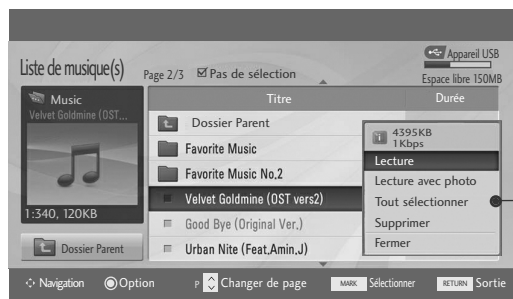 Liste de musique(s)
Page 2/3
Pas de sélection
Appareil USB
Espace libre 150MB
Music
Velvet Goldmine (OST...
1:340, 120KB
Dossier Parent
Titre
Durée
Dossier Parent
Favorite Music
Favorite Music No.2
Velvet Goldmine (OST vers2)
Good Bye (Original Ver.)
Urban Nite (Feat.Amin.J)
4395KB
1Kbps
Lecture
Lecture avec photo
Tout sélectionner
Supprimer
Fermer
Navigation
Option
P Changer de page
MARK Sélectionner
RETURN Sortie